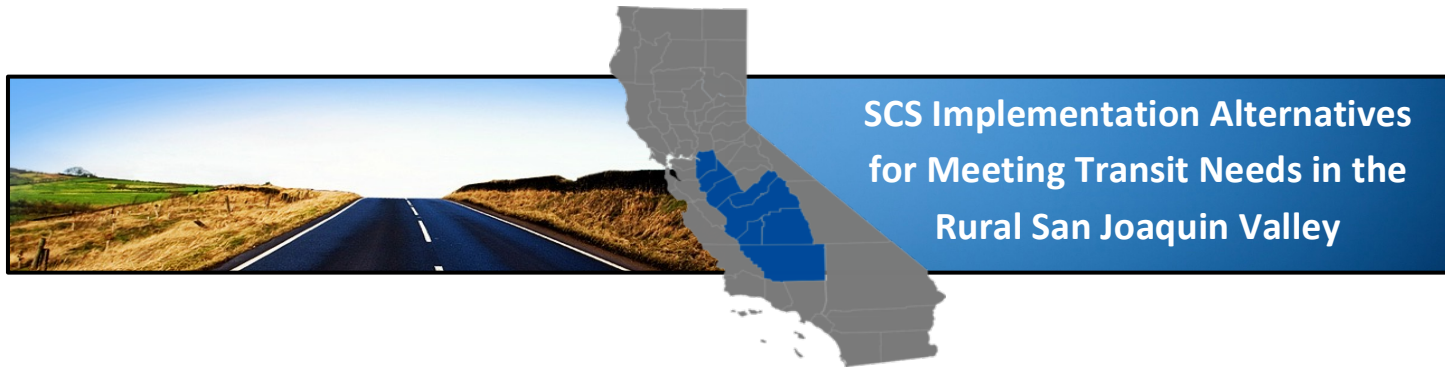 SCS Implementation Alternatives
for Meeting Transit Needs in the
Rural San Joaquin Valley